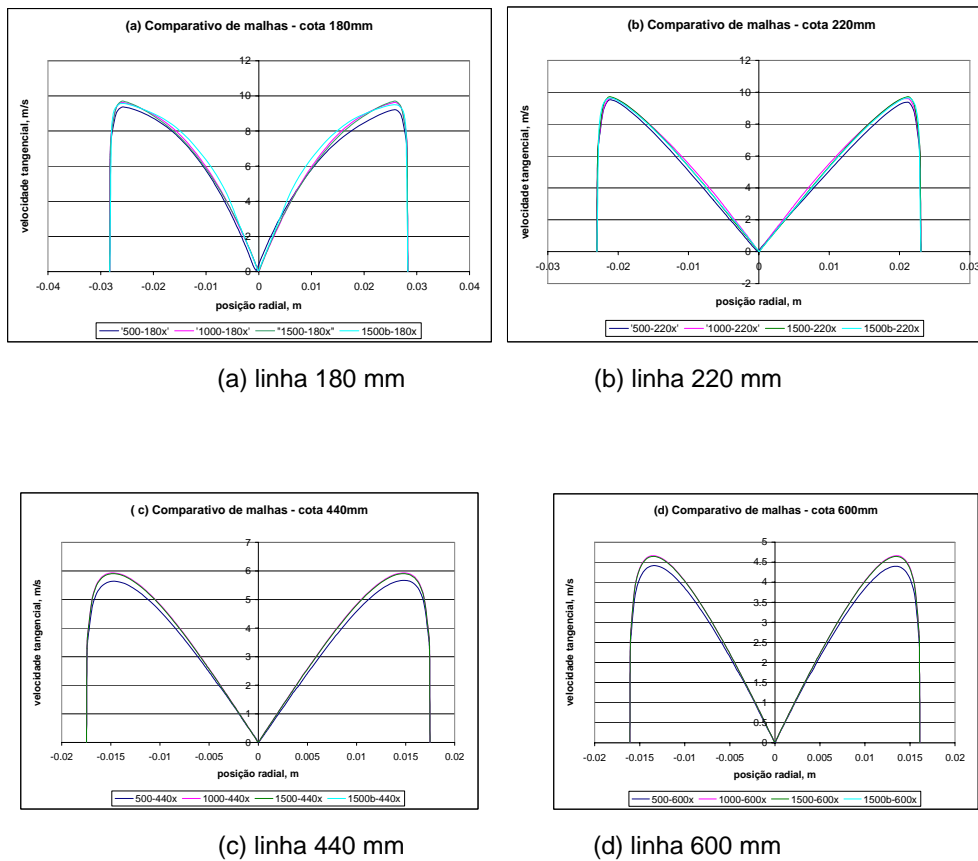 (a) Comparativo de malhas - cota 180mm
velocidade tangencial, m/s
12
10
8
6
4
2
0
-0.04 -0.03 -0.02 -0.01 0 0.01 0.02 0.03 0.04
posição radial, m
'500-180x' '1000-180x' "1500-180x" 1500b-180x
(a) linha 180 mm
(b) Comparativo de malhas - cota 220mm
velocidade tangencial, m/s
12
10
8
6
4
2
0
-2
-0.03 -0.02 -0.01 0 0.01 0.02 0.03
posição radial, m
'500-220x' '1000-220x' 1500-220x 1500b-220x
(b) linha 220 mm
( c) Comparativo de malhas - cota 440mm
velocidade tangencial, m/s
7
6
5
4
3
2
1
0
-0.02 -0.015 -0.01 -0.005 0 0.005 0.01 0.015 0.02
posição radial, m
500-440x 1000-440x 1500-440x 1500b-440x
(c) linha 440 mm
(d) Comparativo de malhas - cota 600mm
velocidade tangencial, m/s
5
4.5
4
3.5
3
2.5
2
1.5
1
0.5
0
-0.02 -0.015 -0.01 -0.005 0 0.005 0.01 0.015 0.02
posição radial, m
500-600x 1000-600x 1500-600x 1500b-600x
(d) linha 600 mm